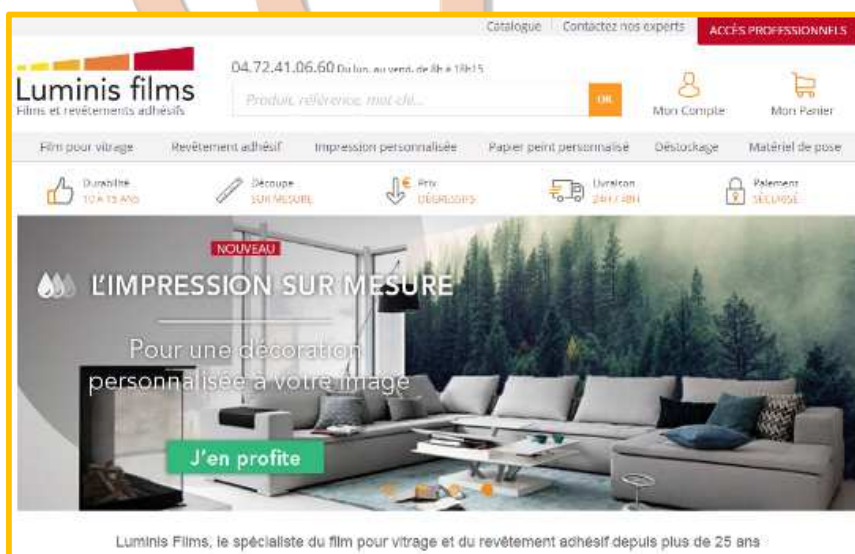 Catalogue Contactez nos experts ACCÈS PROFESSIONNELS
04.72.41.06.60 Du lun. au vend. de 8h à 18h15
Luminis films
Films et revêtements adhésifs
Produit, référence, mot-clé... OK
Mon Compte Mon Panier
Film pour vitrage Revêtement adhésif Impression personnalisée Papier peint personnalisé Déstockage Matériel de pose
Durabilité Découpe Prix Livraison Paiement
10 À 15 ANS SUR MESURE DÉGRESSIFS 24H / 48H SÉCURISÉ
NOUVEAU
L'IMPRESSION SUR MESURE
Pour une décoration
personnalisée à votre image
J'en profite
Luminis Films, le spécialiste du film pour vitrage et du revêtement adhésif depuis plus de 25 ans